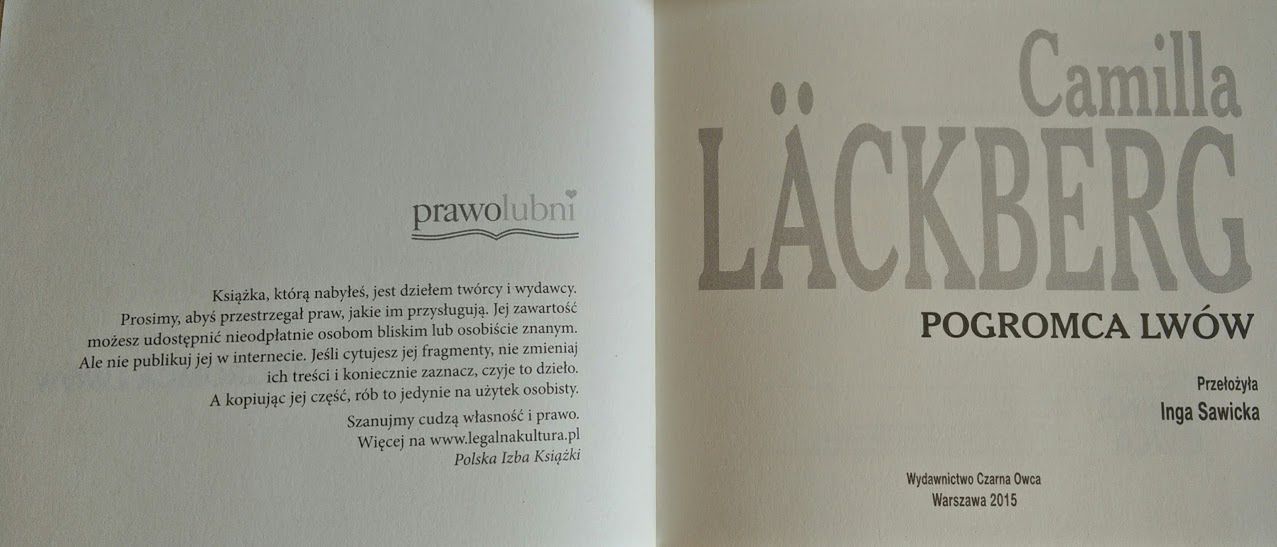 prawolubni
Książka, którą nabyłeś, jest dziełem twórcy i wydawcy.
Prosimy, abyś przestrzegał praw, jakie im przysługują. Jej zawartość
możesz udostępnić nieodpłatnie osobom bliskim lub osobiście znanym.
Ale nie publikuj jej w internecie. Jeśli cytujesz jej fragmenty, nie zmieniaj
ich treści i koniecznie zaznacz, czyje to dzieło.
A kopiując jej część, rób to jedynie na użytek osobisty.
Szanujmy cudzą własność i prawo.
Więcej na www.legalnakultura.pl
Polska Izba Książki
Camilla
LÄCKBERG
POGROMCA LWÓW
Przełożyła
Inga Sawicka
Wydawnictwo Czarna Owca
Warszawa 2015